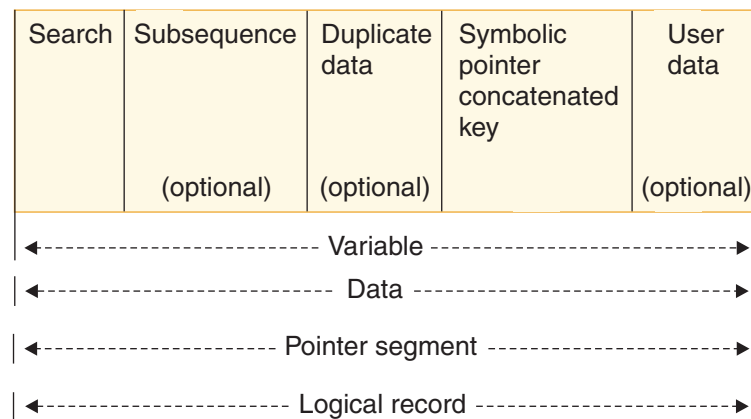 Search
Subsequence
(optional)
Duplicate
data
(optional)
Symbolic
pointer
concatenated
key
User
data
(optional)
Variable
Data
Pointer segment
Logical record